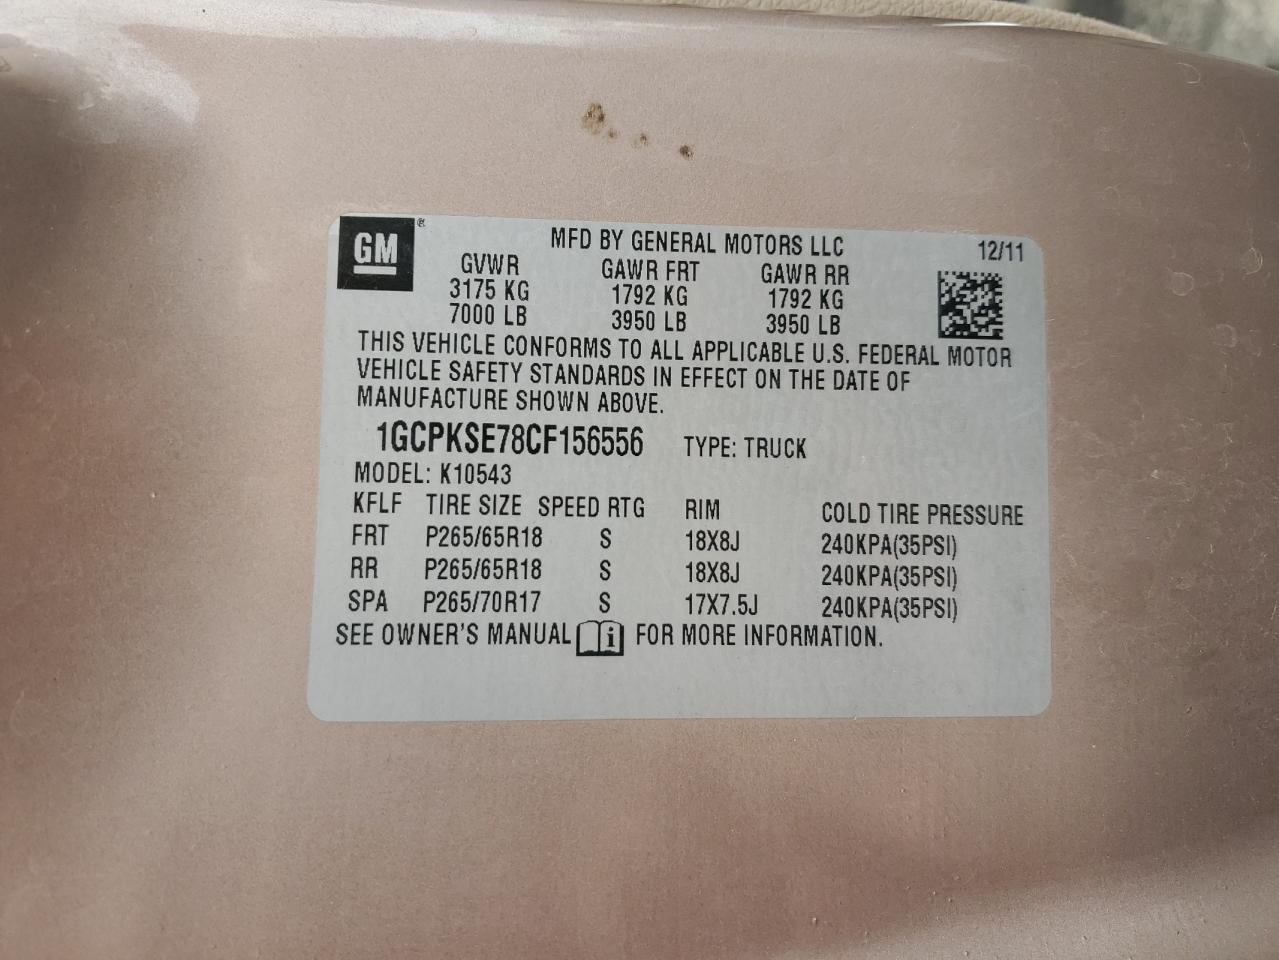 GM®
MFD BY GENERAL MOTORS LLC 12/11
GVWR GAWR FRT GAWR RR
3175 KG 1792 KG 1792 KG
7000 LB 3950 LB 3950 LB
THIS VEHICLE CONFORMS TO ALL APPLICABLE U.S. FEDERAL MOTOR
VEHICLE SAFETY STANDARDS IN EFFECT ON THE DATE OF
MANUFACTURE SHOWN ABOVE.
1GCPKSE78CF156556 TYPE: TRUCK
MODEL: K10543
KFLF TIRE SIZE SPEED RTG RIM COLD TIRE PRESSURE
FRT P265/65R18 S 18X8J 240KPA(35PSI)
RR P265/65R18 S 18X8J 240KPA(35PSI)
SPA P265/70R17 S 17X7.5J 240KPA(35PSI)
SEE OWNER'S MANUAL i FOR MORE INFORMATION.